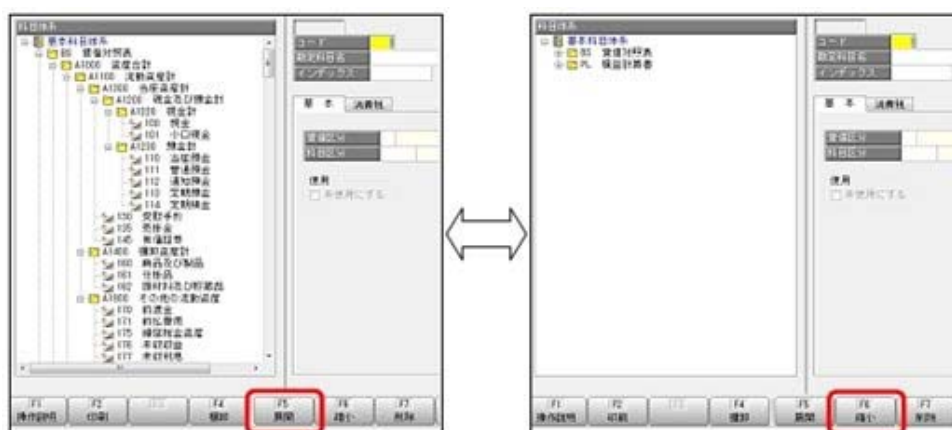 科目体系
基本科目体系
BS 貸借対照表
A1000 資産合計
A1100 流動資産計
当座資産計
現金及び預金計
A1220 現金計
100 現金
101 小口現金
A1230 預金計
110 当座預金
111 普通預金
112 通知預金
113 定期預金
114 定期積金
受取手形
135 売掛金
145 有価証券
A1400 棚卸資産計
160 商品及び製品
161 仕掛品
162 原材料及び貯蔵品
その他の流動資産
170 前渡金
171 前払費用
175 繰延税金資産
176 未収収益
177 未収利息
コード
勘定科目名
インデックス
基本 消費税
貸借区分
科目区分
使用
未使用にする
F1 操作説明
F2 印刷
F4 確認
F5 展開
F6 縮小
F7 削除
科目体系
基本科目体系
BS 貸借対照表
PL 損益計算書
コード
勘定科目名
インデックス
基本 消費税
貸借区分
科目区分
使用
未使用にする
F1 操作説明
F2 印刷
F4 確認
F5 展開
F6 縮小
F7 削除